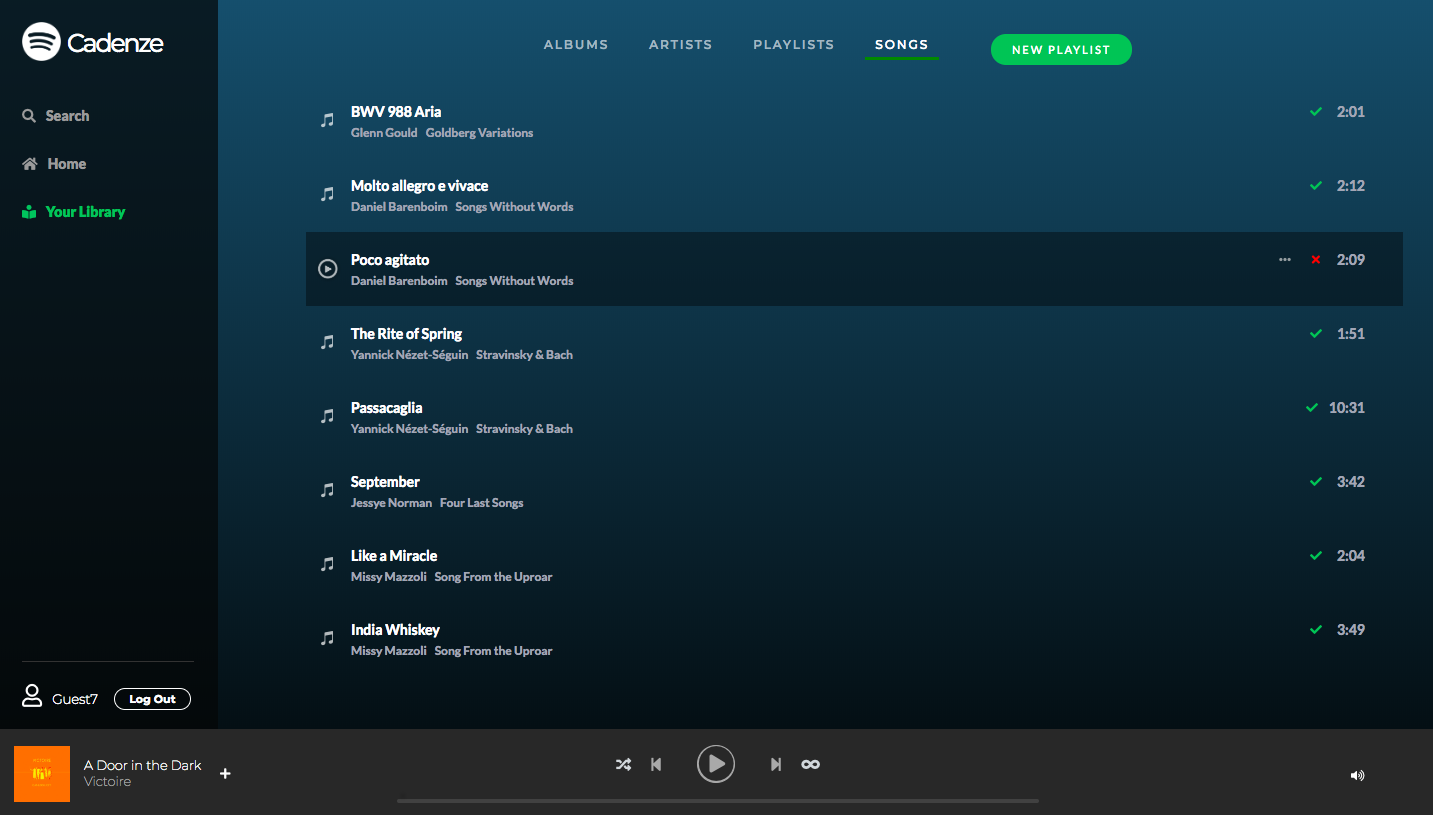 Cadenze
Search
Home
Your Library
Guest7 Log Out
ALBUMS ARTISTS PLAYLISTS SONGS NEW PLAYLIST
BWV 988 Aria 2:01
Glenn Gould Goldberg Variations
Molto allegro e vivace 2:12
Daniel Barenboim Songs Without Words
Poco agitato 2:09
Daniel Barenboim Songs Without Words
The Rite of Spring 1:51
Yannick Nézet-Séguin Stravinsky & Bach
Passacaglia 10:31
Yannick Nézet-Séguin Stravinsky & Bach
September 3:42
Jessye Norman Four Last Songs
Like a Miracle 2:04
Missy Mazzoli Song From the Uproar
India Whiskey 3:49
Missy Mazzoli Song From the Uproar
A Door in the Dark
Victoire